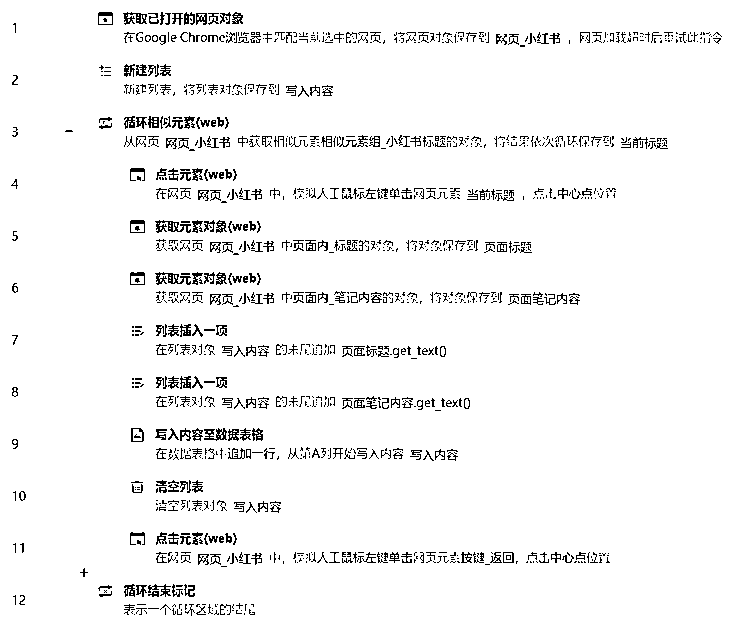 1
获取已打开的网页对象
在Google Chrome浏览器中匹配当前选中的网页，将网页对象保存到 网页_小红书 ，网页加载超时后重试此指令
2
新建列表
新建列表，将列表对象保存到 写入内容
3
循环相似元素(web)
从网页 网页_小红书 中获取相似元素相似元素组_小红书标题的对象，将结果依次循环保存到 当前标题
4
点击元素(web)
在网页 网页_小红书 中，模拟人工鼠标左键单击网页元素 当前标题 ，点击中心点位置
5
获取元素对象(web)
获取网页 网页_小红书 中页面内_标题的对象，将对象保存到 页面标题
6
获取元素对象(web)
获取网页 网页_小红书 中页面内_笔记内容的对象，将对象保存到 页面笔记内容
7
列表插入一项
在列表对象 写入内容 的末尾追加 页面标题.get_text()
8
列表插入一项
在列表对象 写入内容 的末尾追加 页面笔记内容.get_text()
9
写入内容至数据表格
在数据表格中追加一行，从第A列开始写入内容 写入内容
10
清空列表
清空列表对象 写入内容
11
点击元素(web)
在网页 网页_小红书 中，模拟人工鼠标左键单击网页元素按键_返回，点击中心点位置
12
循环结束标记
表示一个循环区域的结尾